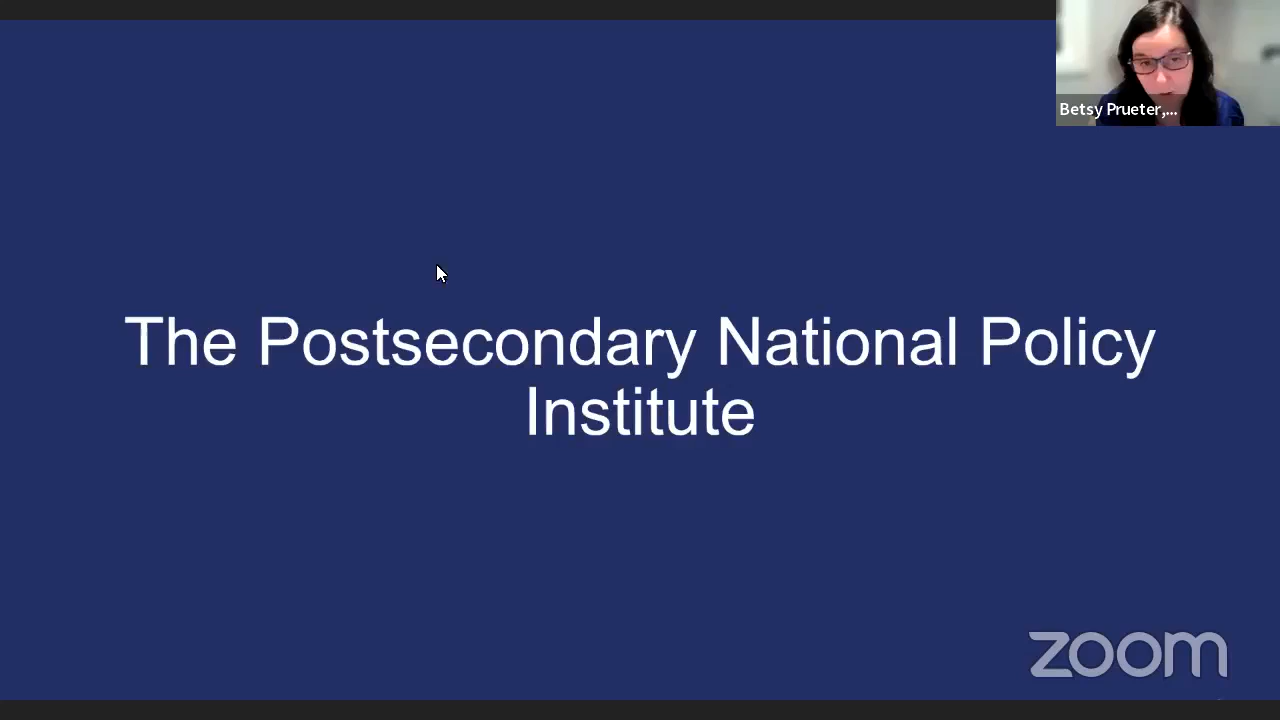 Betsy Prueter,...
The Postsecondary National Policy
Institute
zoom